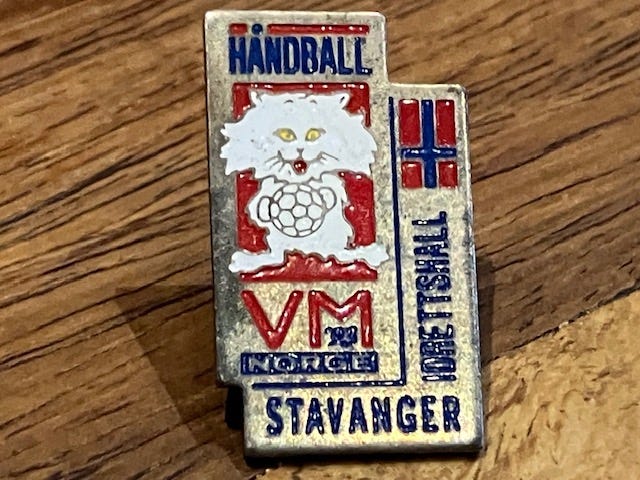 HÅNDBALL
VM
NORGE
IDRETTSHALL
STAVANGER